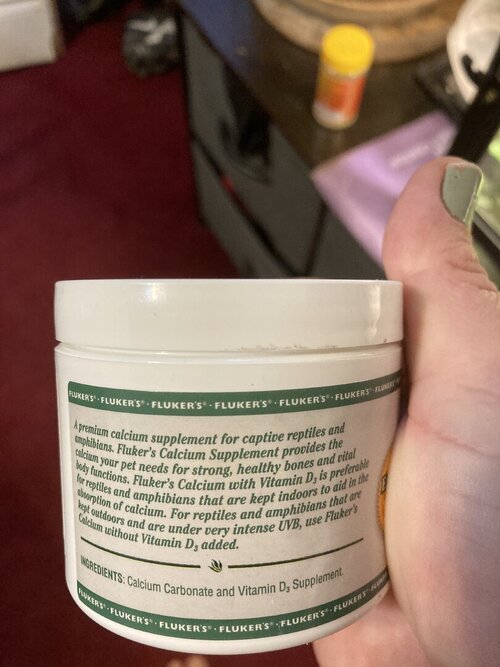 FLUKER'S® · FLUKER'S® · FLUKER'S® · FLUKER'S® · FLUKER'S® · FLUKER'S®
A premium calcium supplement for captive reptiles and
amphibians. Fluker's Calcium Supplement provides the
calcium your pet needs for strong, healthy bones and vital
body functions. Fluker's Calcium with Vitamin D₃ is preferable
for reptiles and amphibians that are kept indoors to aid in the
absorption of calcium. For reptiles and amphibians that are
kept outdoors and are under very intense UVB, use Fluker's
Calcium without Vitamin D₃ added.
INGREDIENTS: Calcium Carbonate and Vitamin D₃ Supplement.
FLUKER'S® · FLUKER'S® · FLUKER'S® · FLUKER'S® · FLUKER'S® · FLUKER'S®